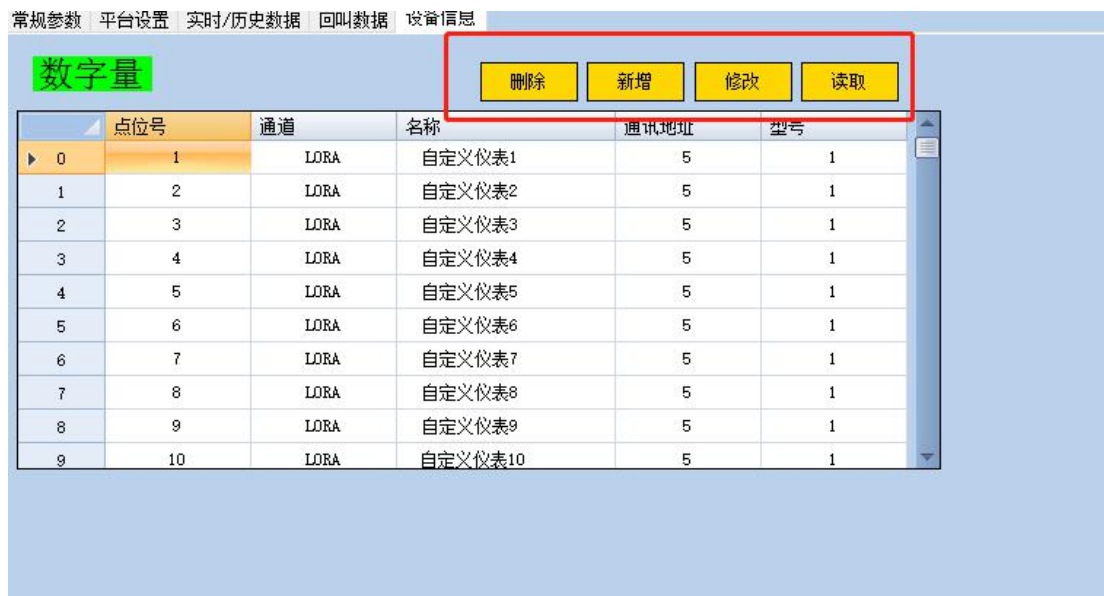 常规参数 平台设置 实时/历史数据 回叫数据 设备信息
数字量 删除 新增 修改 读取
点位号 通道 名称 通讯地址 型号
0 1 LORA 自定义仪表1 5 1
1 2 LORA 自定义仪表2 5 1
2 3 LORA 自定义仪表3 5 1
3 4 LORA 自定义仪表4 5 1
4 5 LORA 自定义仪表5 5 1
5 6 LORA 自定义仪表6 5 1
6 7 LORA 自定义仪表7 5 1
7 8 LORA 自定义仪表8 5 1
8 9 LORA 自定义仪表9 5 1
9 10 LORA 自定义仪表10 5 1